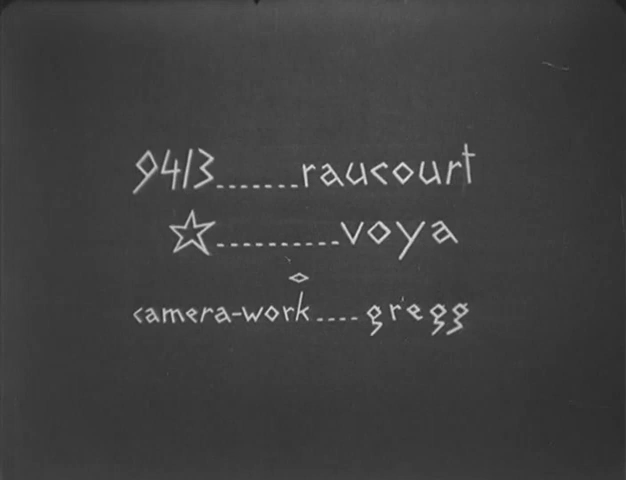 9413.......raucourt
☆...........voya
camera-work....gregg